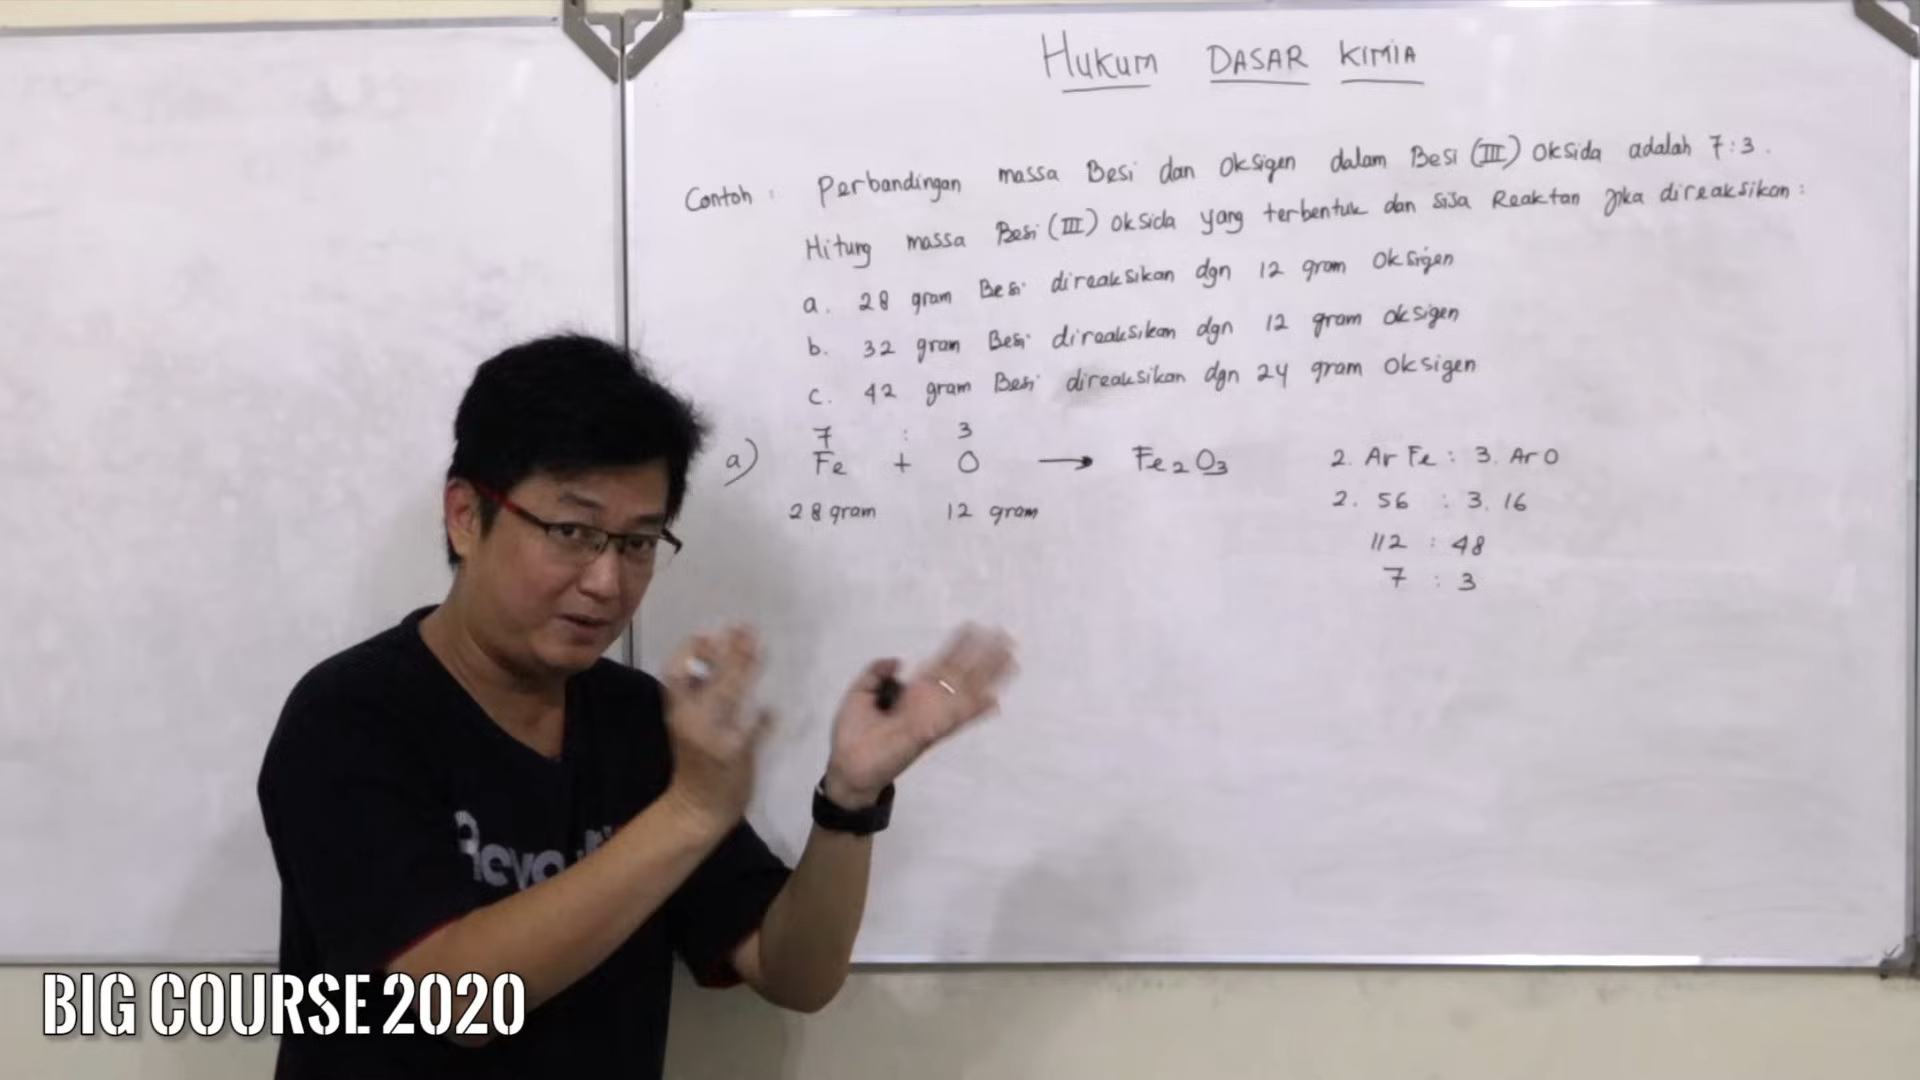 HUKUM DASAR KIMIA
Contoh : Perbandingan massa Besi dan Oksigen dalam Besi (III) Oksida adalah 7:3.
Hitung massa Besi (III) Oksida yang terbentuk dan sisa Reaktan jika direaksikan :
a. 28 gram Besi direaksikan dgn 12 gram Oksigen
b. 32 gram Besi direaksikan dgn 12 gram Oksigen
c. 42 gram Besi direaksikan dgn 24 gram Oksigen
7 : 3
a) Fe + O → Fe₂O₃
28 gram 12 gram
2. Ar Fe : 3. Ar O
2. 56 : 3. 16
112 : 48
7 : 3
BIG COURSE 2020